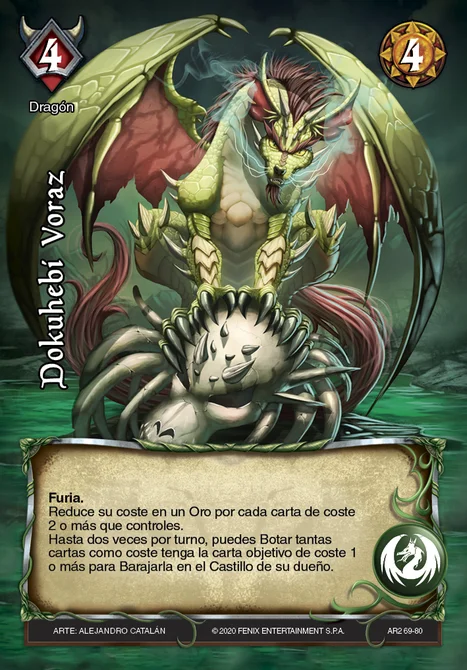 4
4
Dragón
Dokuhebi Voraz
Furia.
Reduce su coste en un Oro por cada carta de coste
2 o más que controles.
Hasta dos veces por turno, puedes Botar tantas
cartas como coste tenga la carta objetivo de coste 1
o más para Barajarla en el Castillo de su dueño.
ARTE: ALEJANDRO CATALÁN
©2020 FENIX ENTERTAINMENT S.P.A.
AR2 69-80